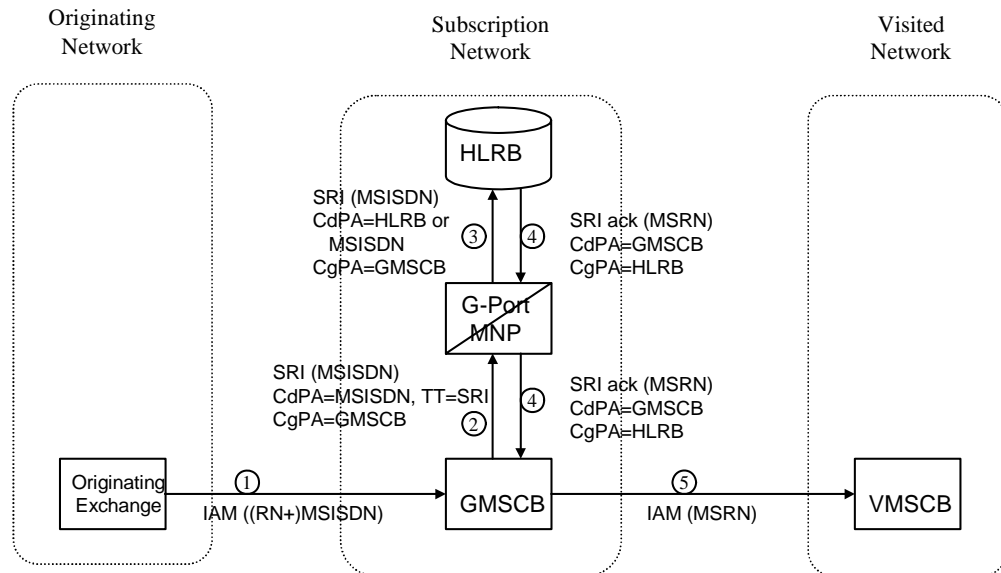 Originating
Network
Subscription
Network
Visited
Network
HLRB
SRI (MSISDN)
CdPA=HLRB or
MSISDN
CgPA=GMSCB
3
4
SRI ack (MSRN)
CdPA=GMSCB
CgPA=HLRB
G-Port
MNP
SRI (MSISDN)
CdPA=MSISDN, TT=SRI
CgPA=GMSCB
2
4
SRI ack (MSRN)
CdPA=GMSCB
CgPA=HLRB
Originating
Exchange
1
IAM ((RN+)MSISDN)
GMSCB
5
IAM (MSRN)
VMSCB